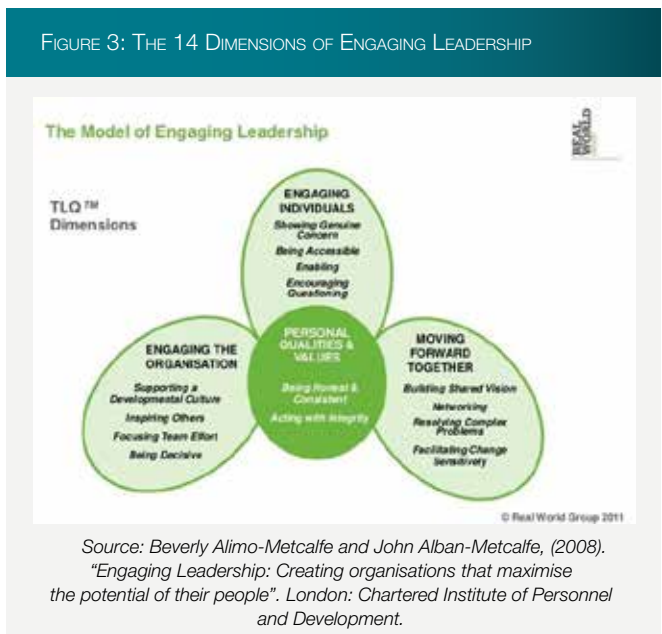 FIGURE 3: THE 14 DIMENSIONS OF ENGAGING LEADERSHIP
The Model of Engaging Leadership
REAL
WORLD
TLQ™
Dimensions
ENGAGING
INDIVIDUALS
Showing Genuine
Concern
Being Accessible
Enabling
Encouraging
Questioning
PERSONAL
QUALITIES &
VALUES
Being Honest &
Consistent
Acting with Integrity
ENGAGING THE
ORGANISATION
Supporting a
Developmental Culture
Inspiring Others
Focusing Team Effort
Being Decisive
MOVING
FORWARD
TOGETHER
Building Shared Vision
Networking
Resolving Complex
Problems
Facilitating Change
Sensitively
© Real World Group 2011
Source: Beverly Alimo-Metcalfe and John Alban-Metcalfe, (2008).
“Engaging Leadership: Creating organisations that maximise
the potential of their people”. London: Chartered Institute of Personnel
and Development.